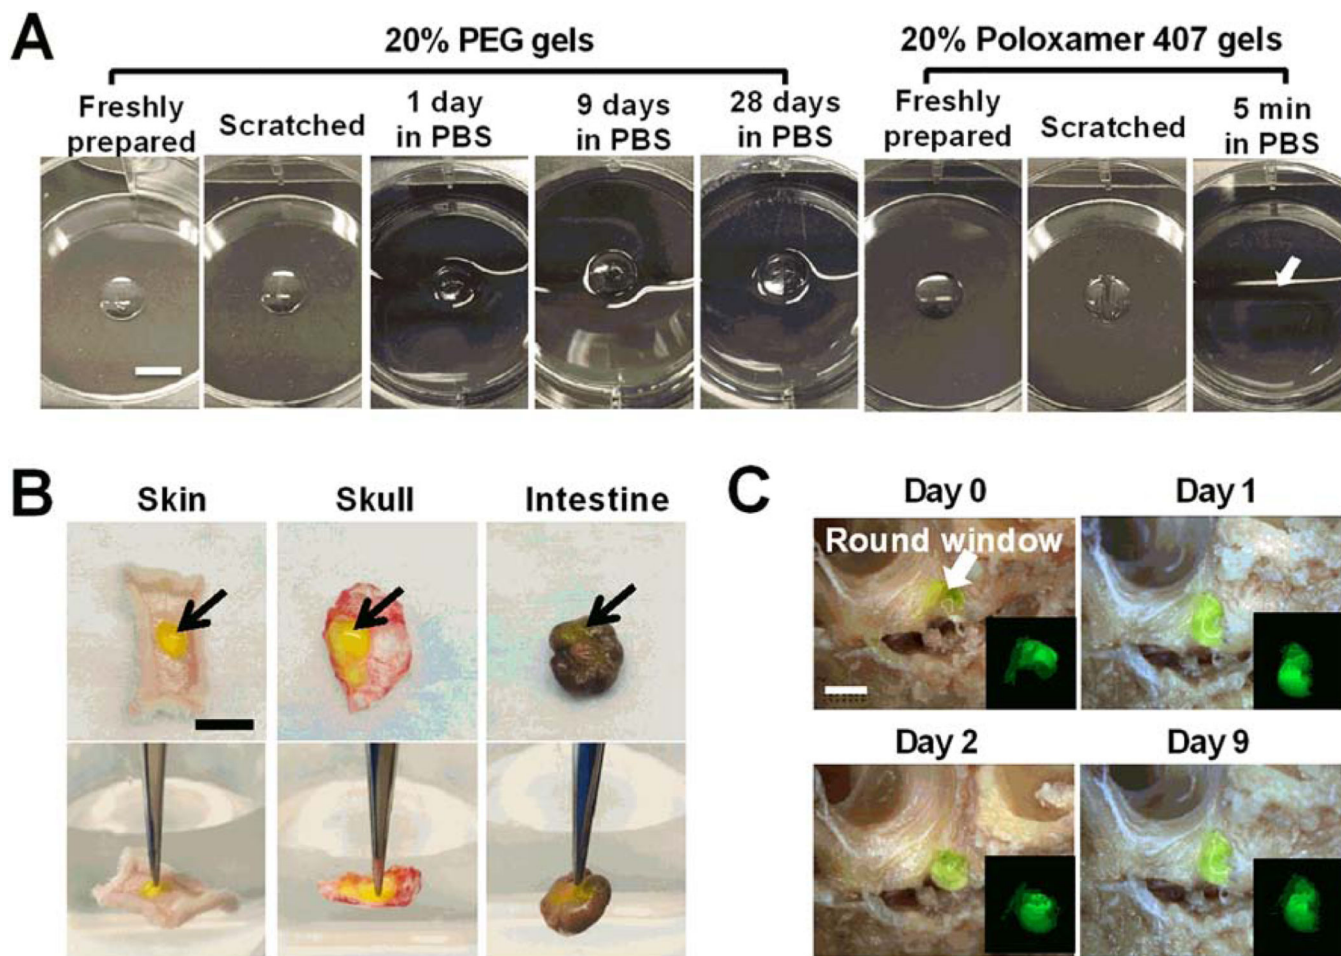 A
20% PEG gels
20% Poloxamer 407 gels
Freshly
prepared
Scratched
1 day
in PBS
9 days
in PBS
28 days
in PBS
Freshly
prepared
Scratched
5 min
in PBS
B
Skin
Skull
Intestine
C
Day 0
Day 1
Round window
Day 2
Day 9